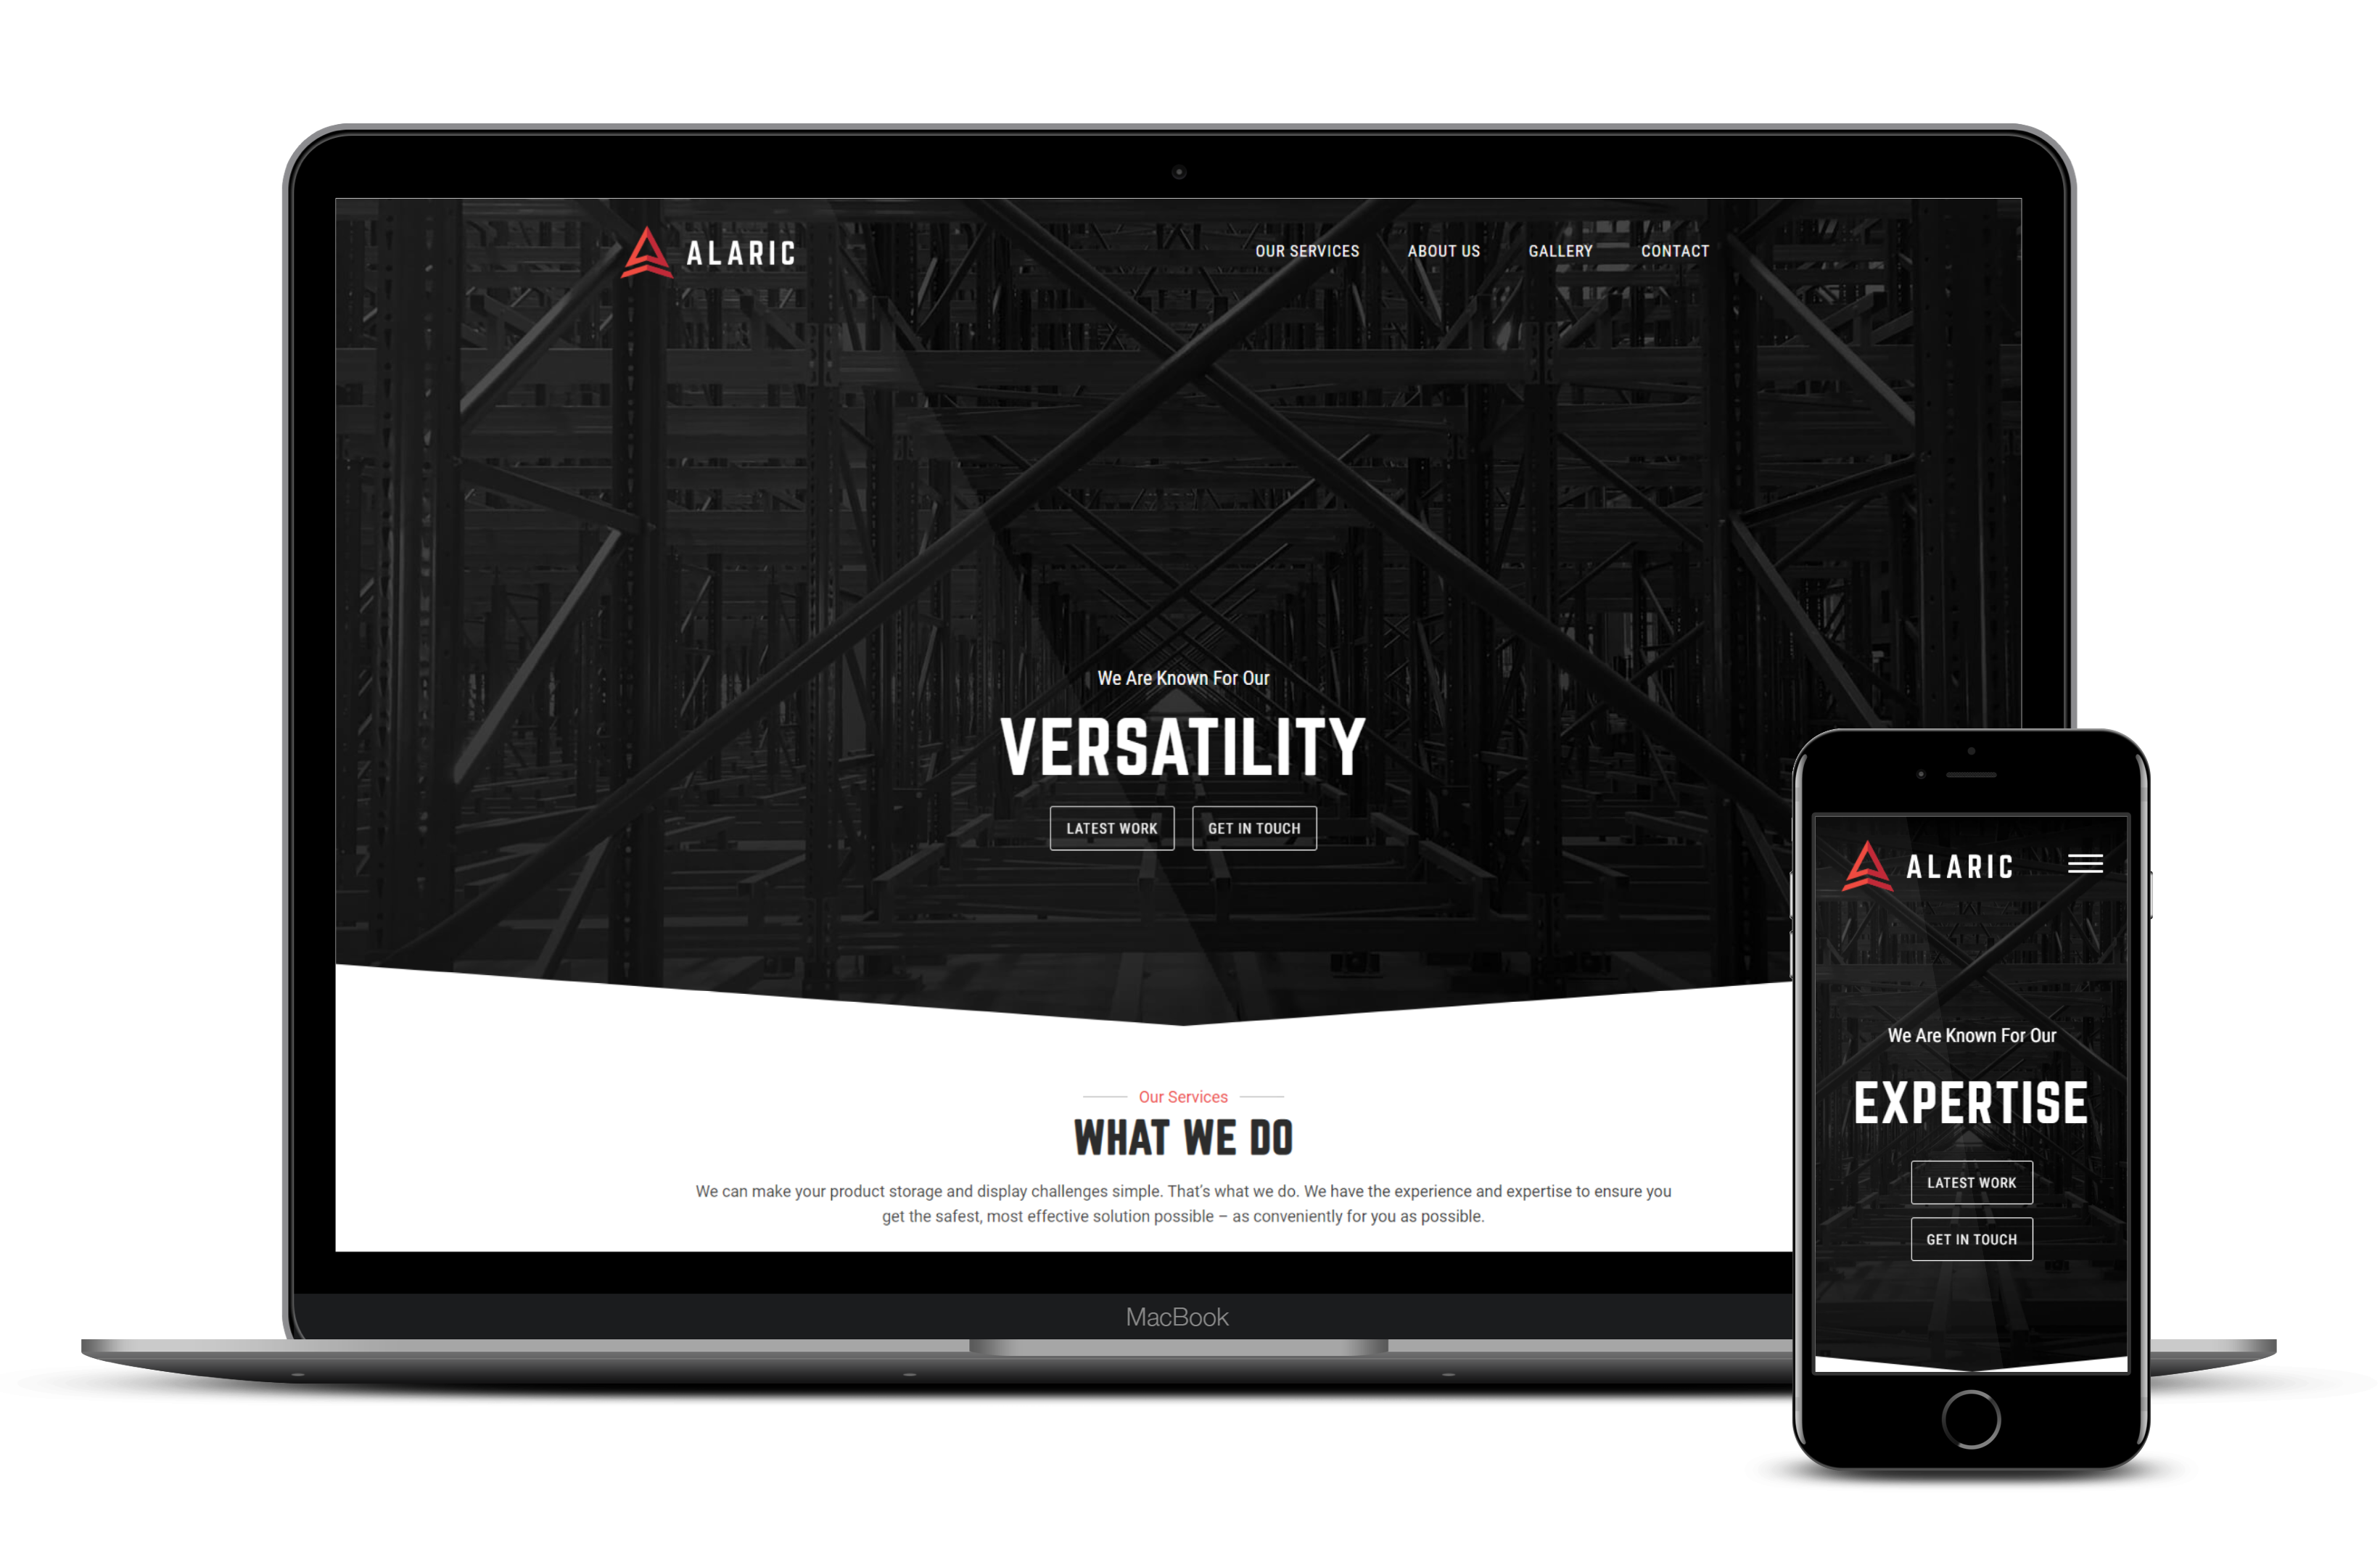 ALARIC
OUR SERVICES ABOUT US GALLERY CONTACT
We Are Known For Our
VERSATILITY
LATEST WORK GET IN TOUCH
Our Services
WHAT WE DO
We can make your product storage and display challenges simple. That's what we do. We have the experience and expertise to ensure you
get the safest, most effective solution possible – as conveniently for you as possible.
MacBook
ALARIC
We Are Known For Our
EXPERTISE
LATEST WORK
GET IN TOUCH